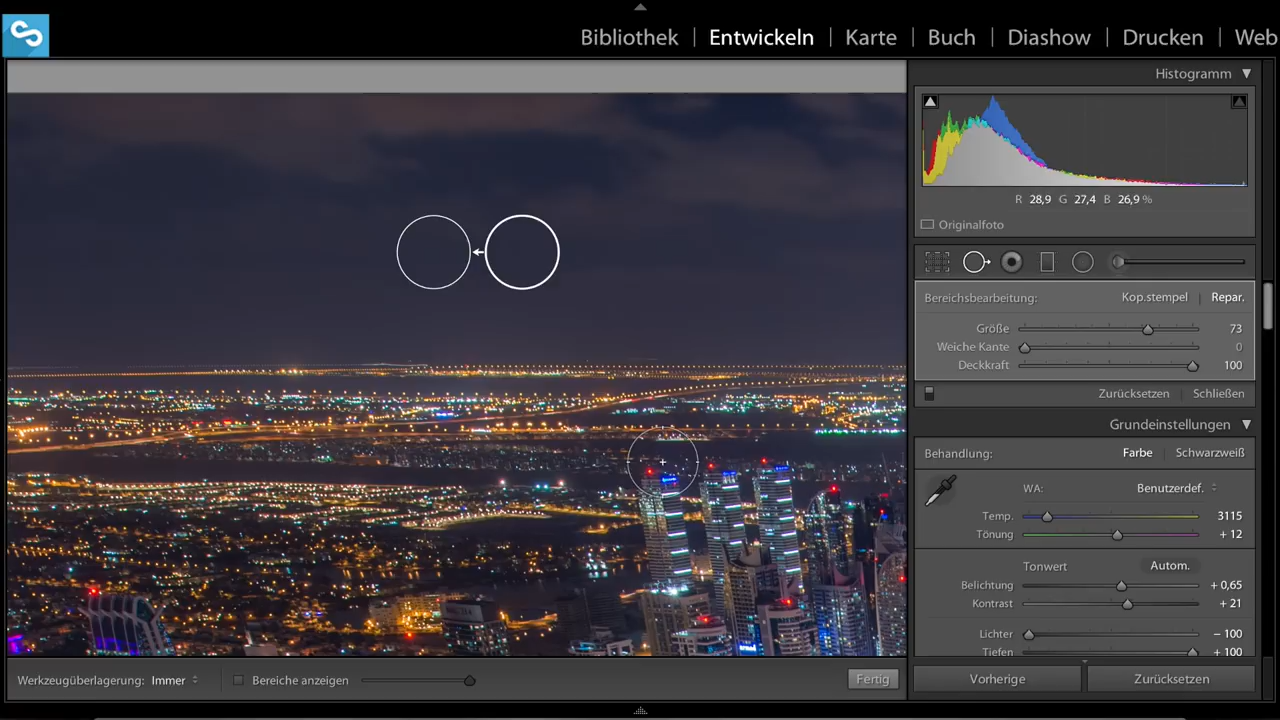 Bibliothek | Entwickeln | Karte | Buch | Diashow | Drucken | Web
Histogramm
R 28,9 G 27,4 B 26,9 %
Originalfoto
Bereichsbearbeitung: Kop.stempel | Repar.
Größe 73
Weiche Kante 0
Deckkraft 100
Zurücksetzen Schließen
Grundeinstellungen
Behandlung: Farbe | Schwarzweiß
WA: Benutzerdef.
Temp. 3115
Tönung + 12
Tonwert Autom.
Belichtung + 0,65
Kontrast + 21
Lichter − 100
Tiefen + 100
Werkzeugüberlagerung: Immer Bereiche anzeigen Fertig
Vorherige Zurücksetzen